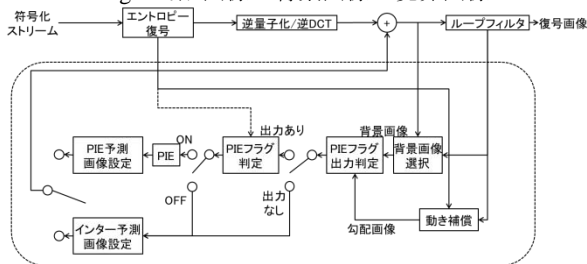 符号化
ストリーム
エントロピー
復号
逆量子化/逆DCT
+
ループフィルタ
復号画像
PIE予測
画像設定
ON
PIE
OFF
PIEフラグ
判定
出力あり
出力
なし
PIEフラグ
出力判定
背景画像
背景画像
選択
勾配画像
動き補償
インター予測
画像設定